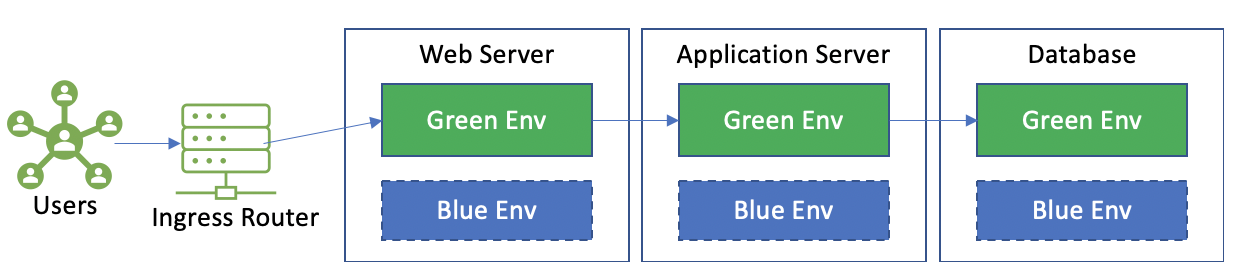 Users
Ingress Router
Web Server
Green Env
Blue Env
Application Server
Green Env
Blue Env
Database
Green Env
Blue Env